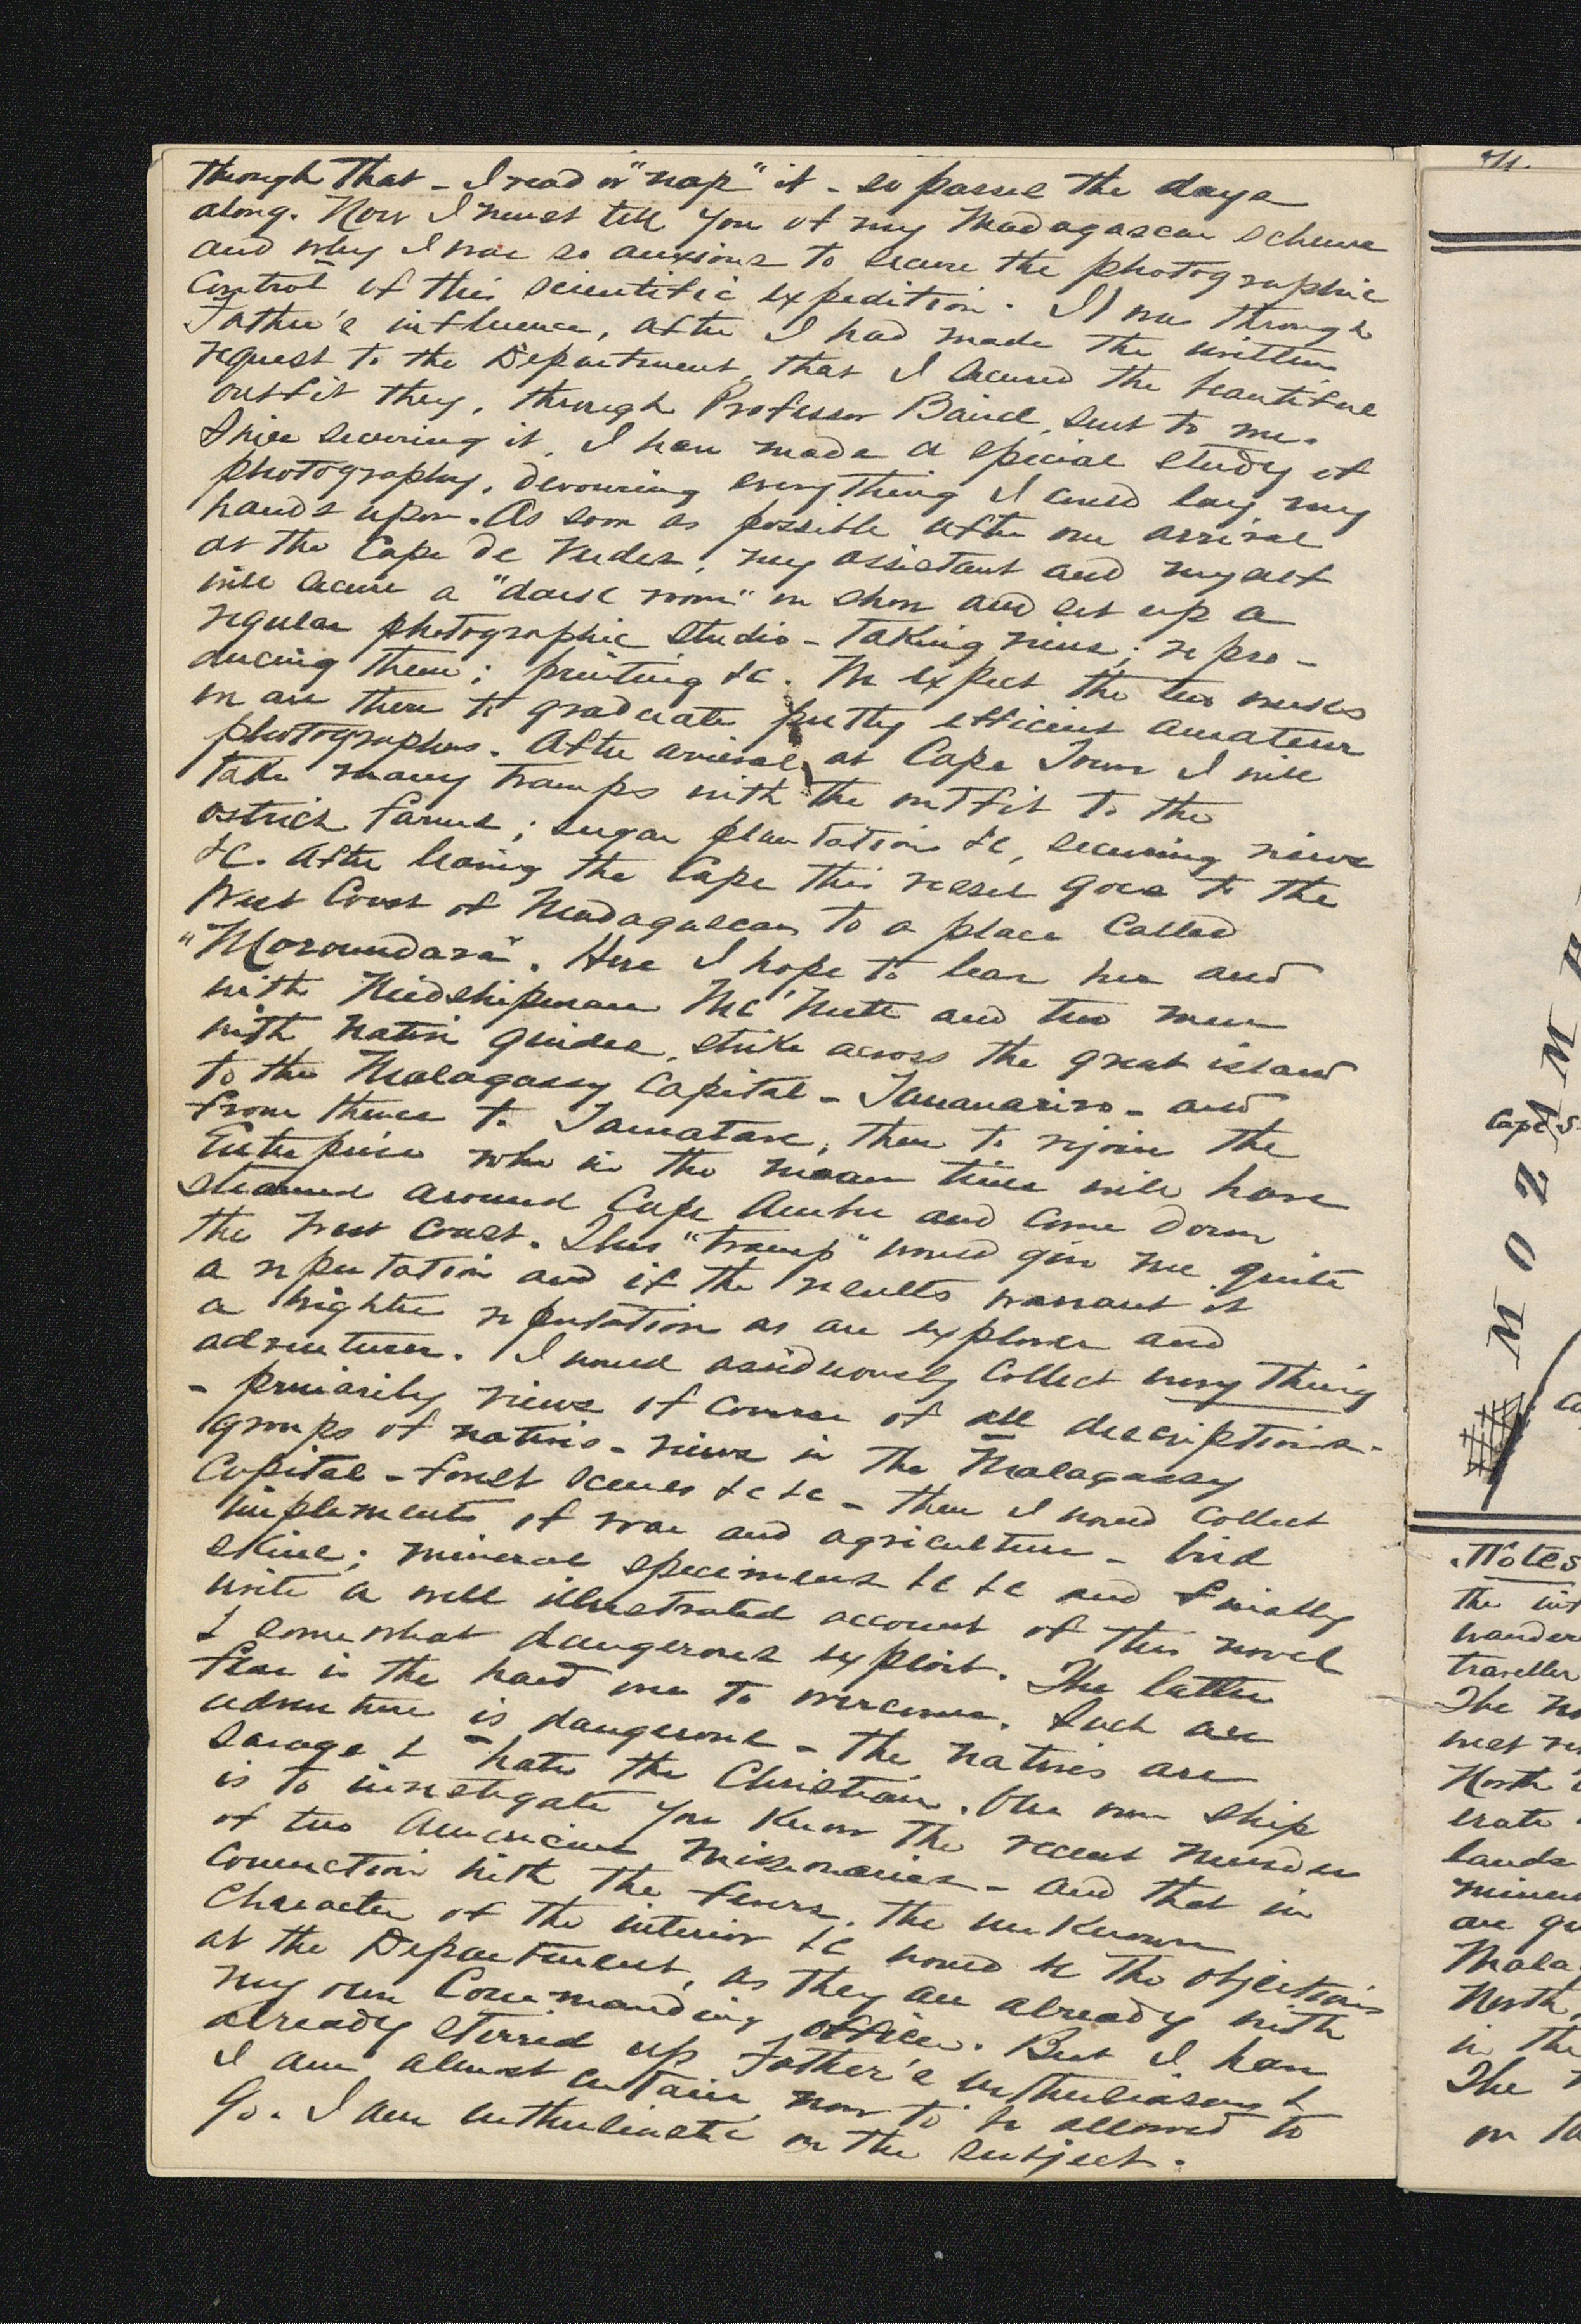 though that - I read or "nap" it - so passes the days
along. Now I must tell you of my Madagascar scheme
and why I was so anxious to secure the photographic
control of this scientific expedition. It was through
Father's influence, after I had made the written
request to the Department, that I secured the beautiful
outfit they, through Professor Baird, sent to me.
Since securing it, I have made a special study of
photography, devouring everything I could lay my
hands upon. As soon as possible after our arrival
at the Cape de Verdes, my assistant and myself
will secure a "dark room" on shore and set up a
regular photographic studio - taking views; repro-
ducing them; printing &c. We expect the two weeks
we are there to graduate pretty efficient amateur
photographers. After arrival at Cape Town I will
take many tramps with the outfit to the
ostrich farms; sugar plantations &c, securing views
&c. After leaving the Cape this vessel goes to the
West Coast of Madagascar to a place called
"Moroundava". Here I hope to leave her and
with Midshipman McNutt and two men
with native guides, strike across the great island
to the Malagassy Capital - Tananarivo - and
from thence to Tamatave, there to rejoin the
Enterprise who in the mean time will have
steamed around Cape Ambre and come down
the West Coast. This "tramp" would give me quite
a reputation and if the results warrant it
a brighter reputation as an explorer and
adventurer. I would assiduously collect everything
- primarily views of course of all descriptions -
groups of natives - views in the Malagassy
Capital - forest scenes &c &c - then I would collect
implements of war and agriculture - bird
skins; mineral specimens &c &c and finally
write a well illustrated account of this novel
& somewhat dangerous exploit. The latter
fear is the hard one to overcome. Such an
adventure is dangerous - the natives are
savage & hate the Christian. Our own ship
is to investigate you know the recent murder
of two American missionaries - and that in
connection with the fevers, the unknown
character of the interior &c would be the objections
at the Department, as they are already with
my own Commanding officer. But I have
already stirred up Father's enthusiasm &
I am almost certain now to be allowed to
go. I am enthusiastic on the subject.
MOZAMB
Cape S
Notes
the int
wander
traveller
The no
met
North
erate
lands
miner
are
Mala
North
in the
The
on